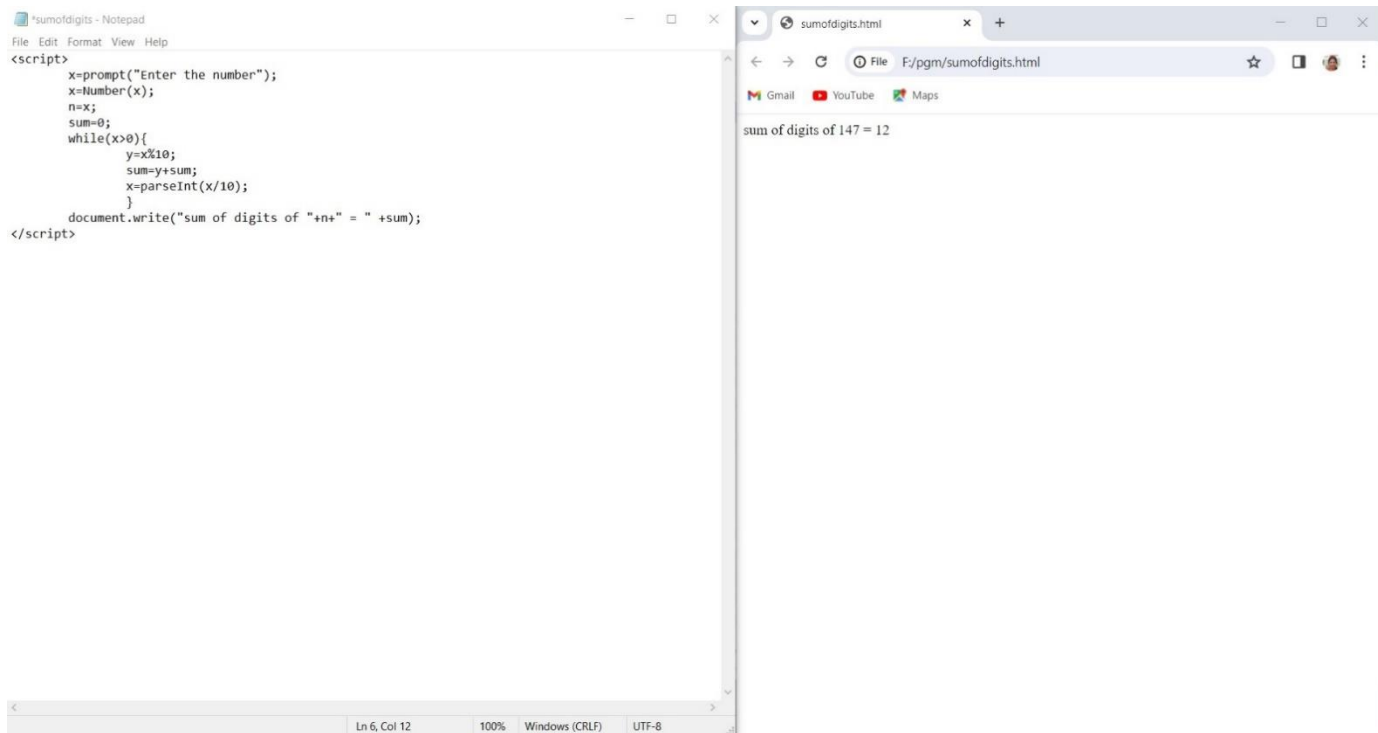 *sumofdigits - Notepad
File Edit Format View Help
<script>
x=prompt("Enter the number");
x=Number(x);
n=x;
sum=0;
while(x>0){
y=x%10;
sum=y+sum;
x=parseInt(x/10);
}
document.write("sum of digits of "+n+" = " +sum);
</script>
Ln 6, Col 12 100% Windows (CRLF) UTF-8
sumofdigits.html
File F:/pgm/sumofdigits.html
Gmail YouTube Maps
sum of digits of 147 = 12